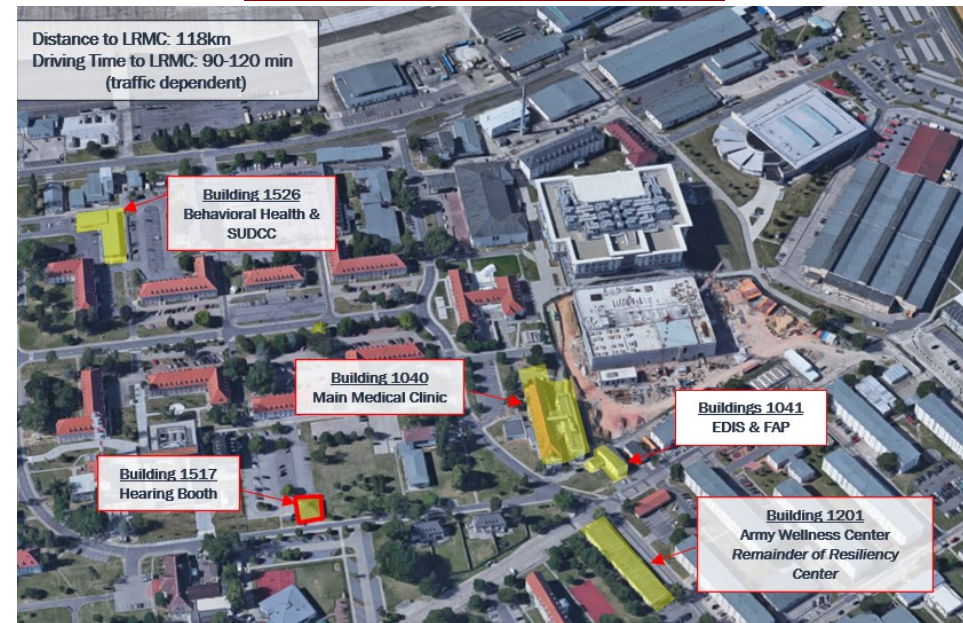 Distance to LRMC: 118km
Driving Time to LRMC: 90-120 min
(traffic dependent)
Building 1526
Behavioral Health &
SUDCC
Building 1040
Main Medical Clinic
Buildings 1041
EDIS & FAP
Building 1517
Hearing Booth
Building 1201
Army Wellness Center
Remainder of Resiliency
Center